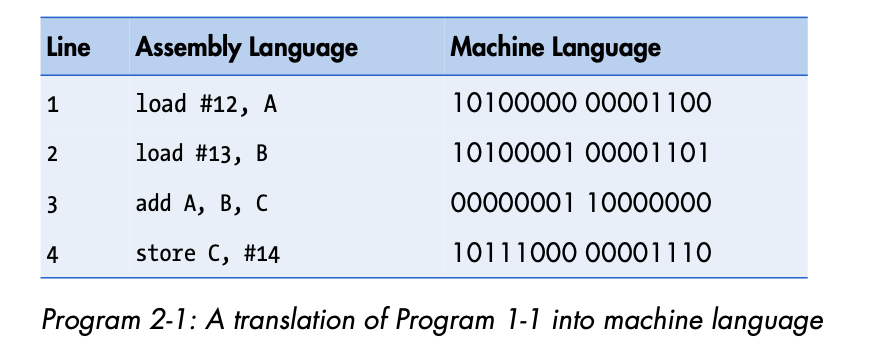 Line Assembly Language Machine Language
1 load #12, A 10100000 00001100
2 load #13, B 10100001 00001101
3 add A, B, C 00000001 10000000
4 store C, #14 10111000 00001110
Program 2-1: A translation of Program 1-1 into machine language